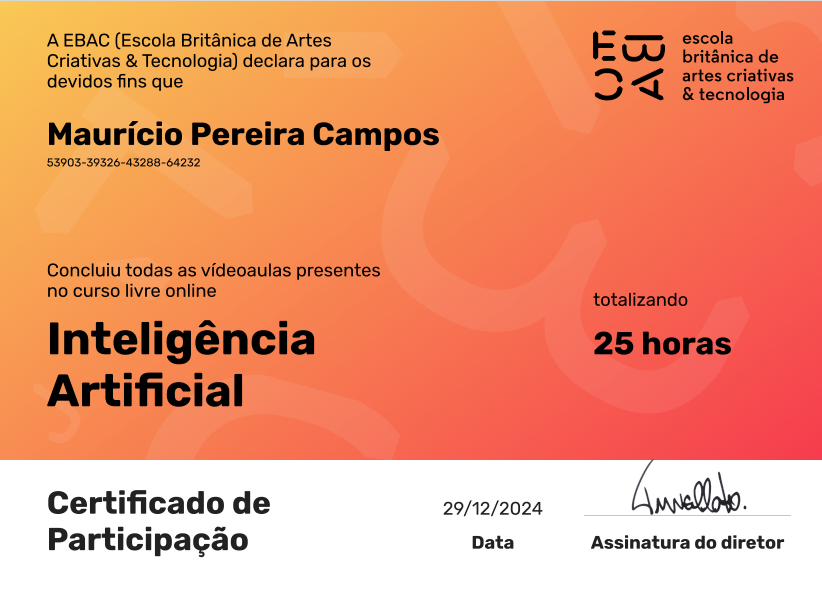 A EBAC (Escola Britânica de Artes
Criativas & Tecnologia) declara para os
devidos fins que
EBAC
escola
britânica de
artes criativas
& tecnologia
Maurício Pereira Campos
53903-39326-43288-64232
Concluiu todas as vídeoaulas presentes
no curso livre online
Inteligência
Artificial
totalizando
25 horas
Certificado de
Participação
29/12/2024
Data
Assinatura do diretor